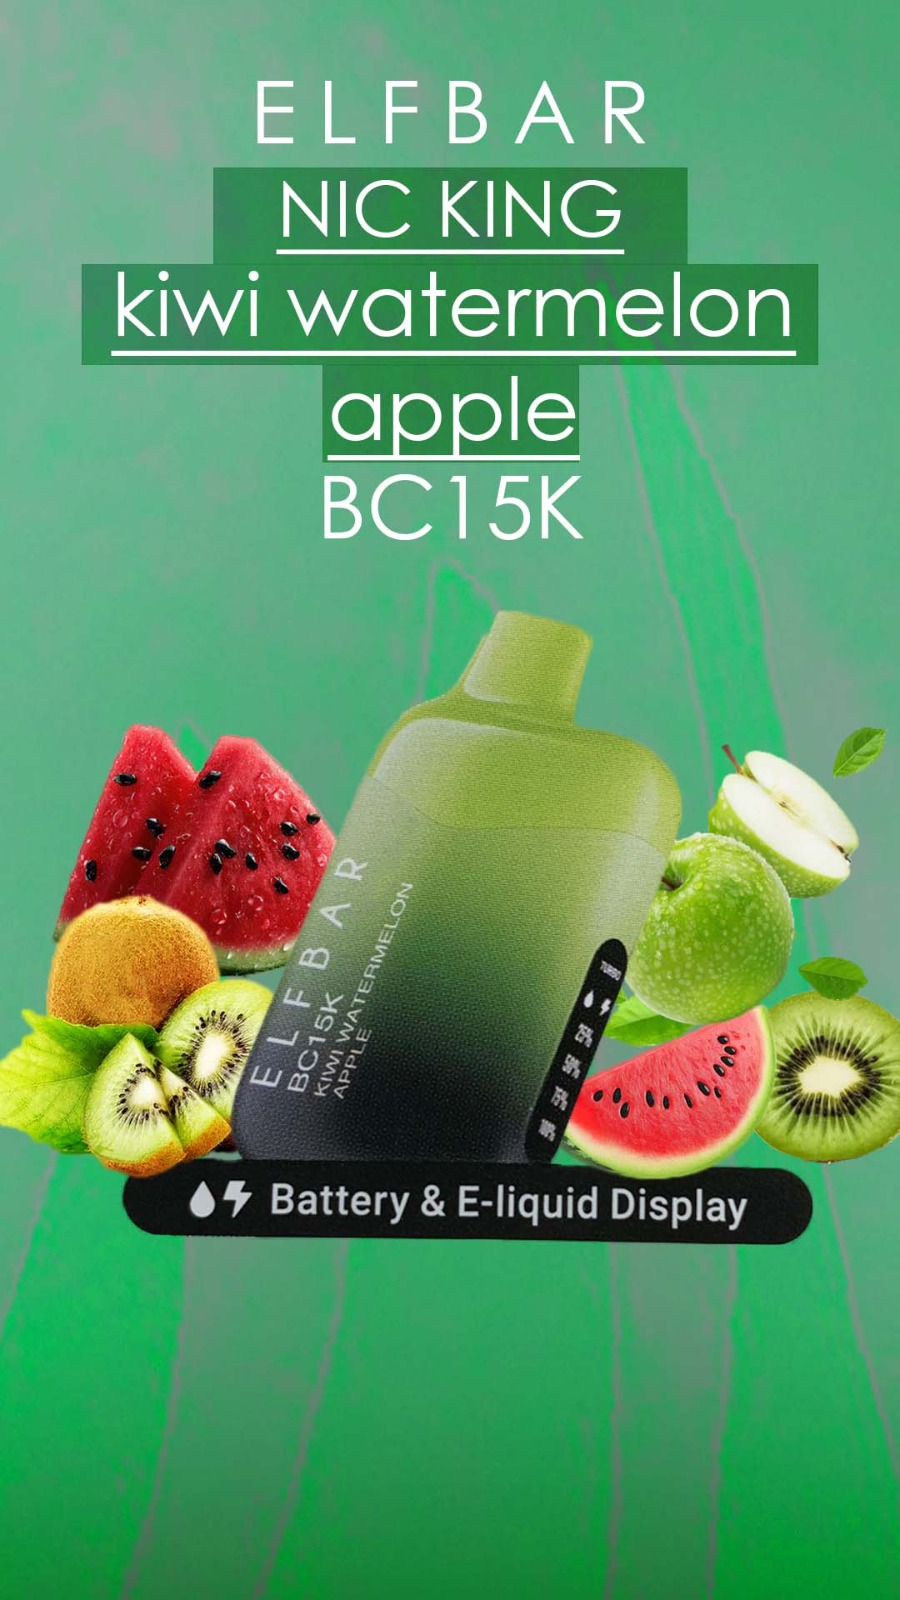 ELFBAR
NIC KING
kiwi watermelon
apple
BC15K
ELFBAR
BC15K
KIWI WATERMELON
APPLE
TURBO
25%
50%
75%
100%
Battery & E-liquid Display